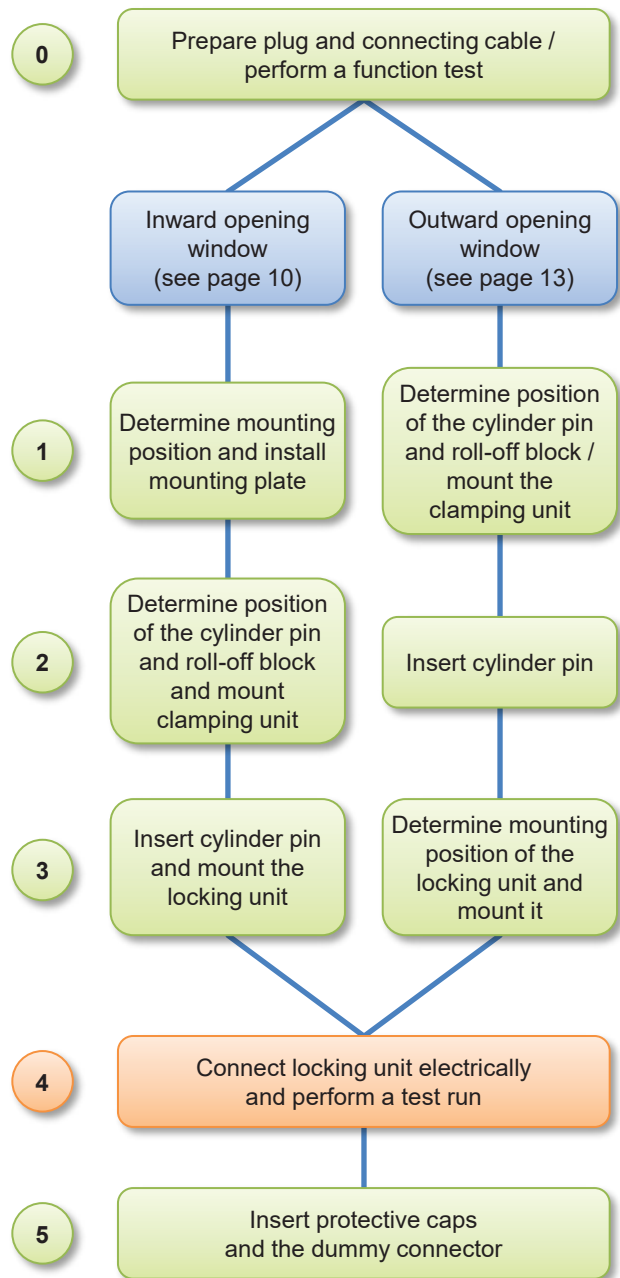 0
Prepare plug and connecting cable /
perform a function test
Inward opening
window
(see page 10)
Outward opening
window
(see page 13)
1
Determine mounting
position and install
mounting plate
Determine position
of the cylinder pin
and roll-off block /
mount the
clamping unit
2
Determine position
of the cylinder pin
and roll-off block
and mount
clamping unit
Insert cylinder pin
3
Insert cylinder pin
and mount the
locking unit
Determine mounting
position of the
locking unit and
mount it
4
Connect locking unit electrically
and perform a test run
5
Insert protective caps
and the dummy connector